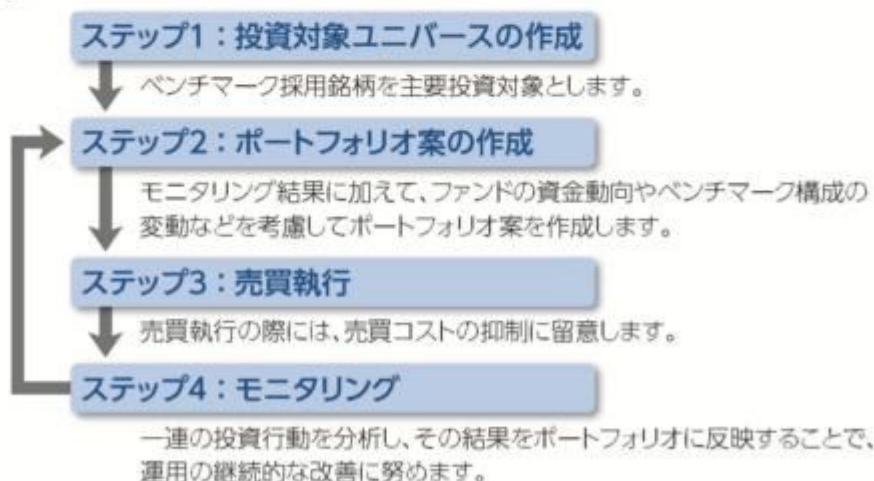 ステップ1：投資対象ユニバースの作成
ベンチマーク採用銘柄を主要投資対象とします。
ステップ2：ポートフォリオ案の作成
モニタリング結果に加えて、ファンドの資金動向やベンチマーク構成の
変動などを考慮してポートフォリオ案を作成します。
ステップ3：売買執行
売買執行の際には、売買コストの抑制に留意します。
ステップ4：モニタリング
一連の投資行動を分析し、その結果をポートフォリオに反映することで、
運用の継続的な改善に努めます。